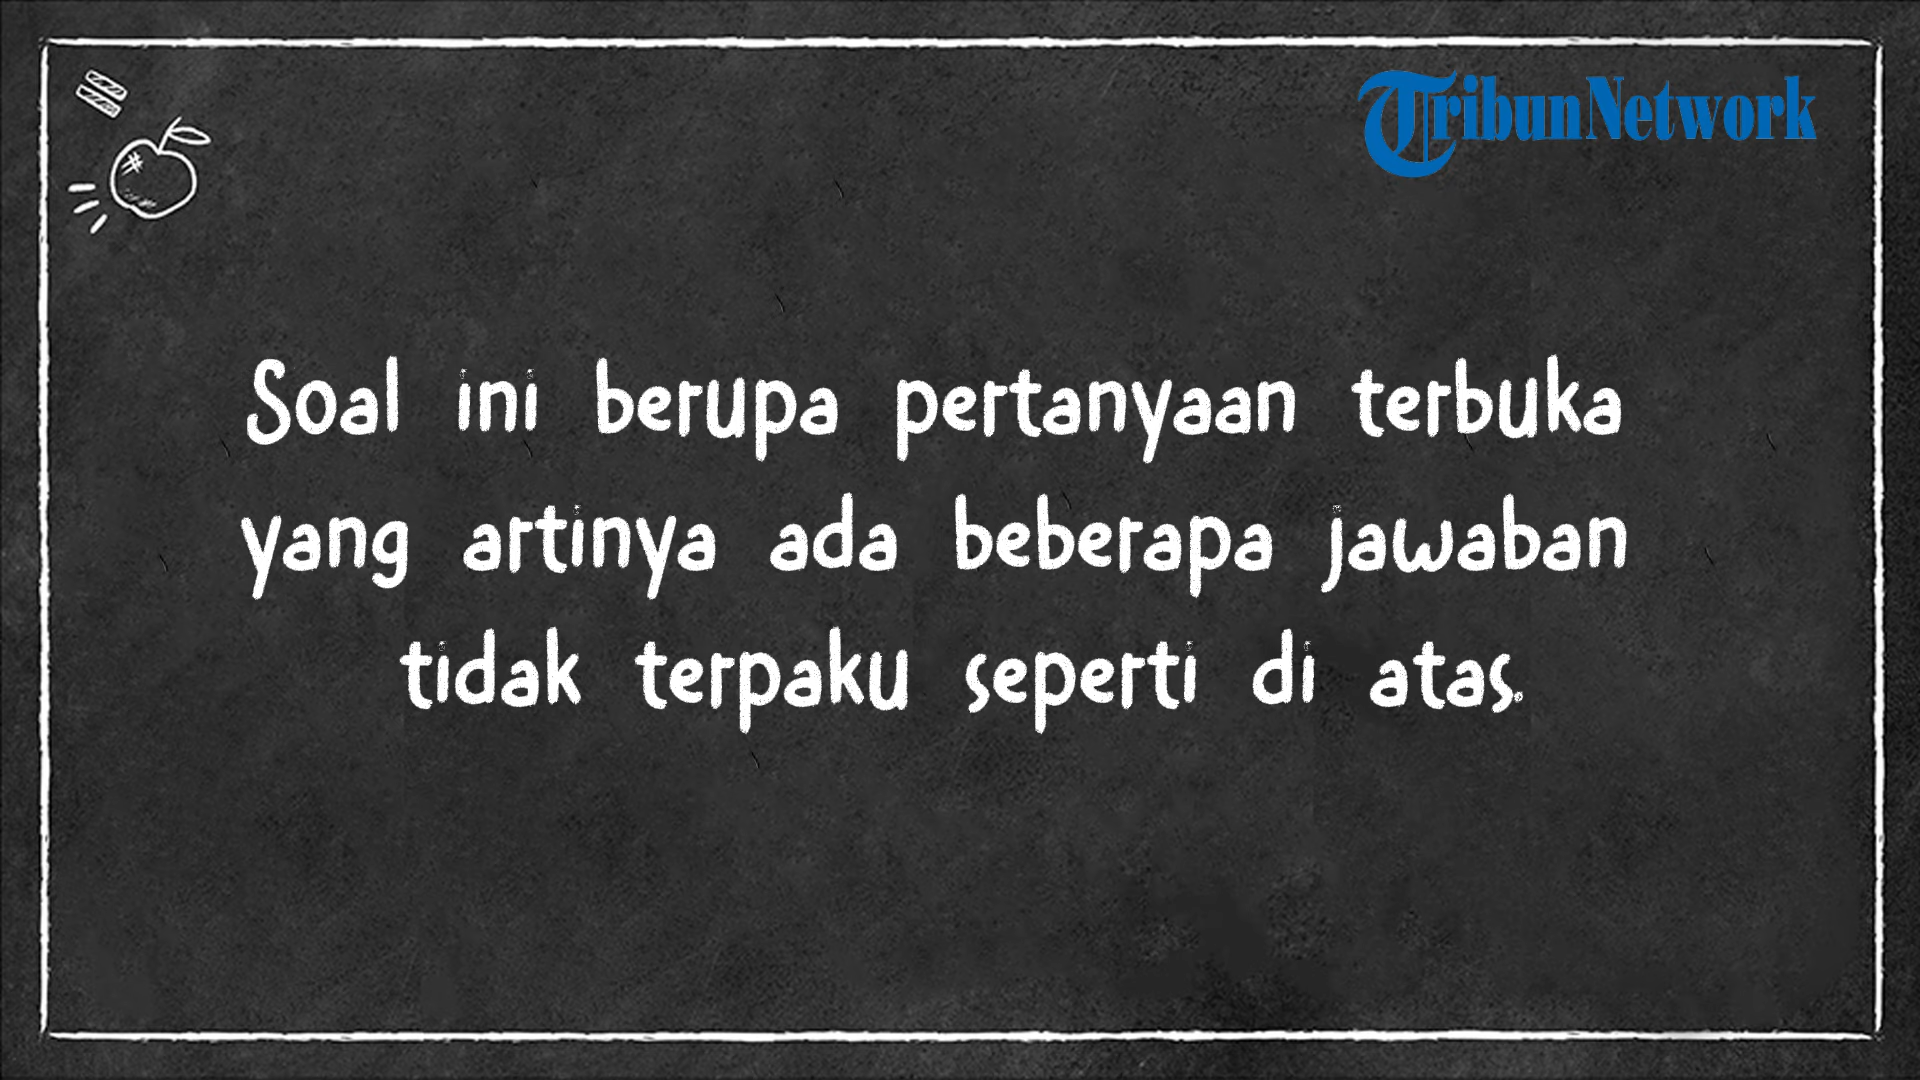 TribunNetwork
Soal ini berupa pertanyaan terbuka
yang artinya ada beberapa jawaban
tidak terpaku seperti di atas.